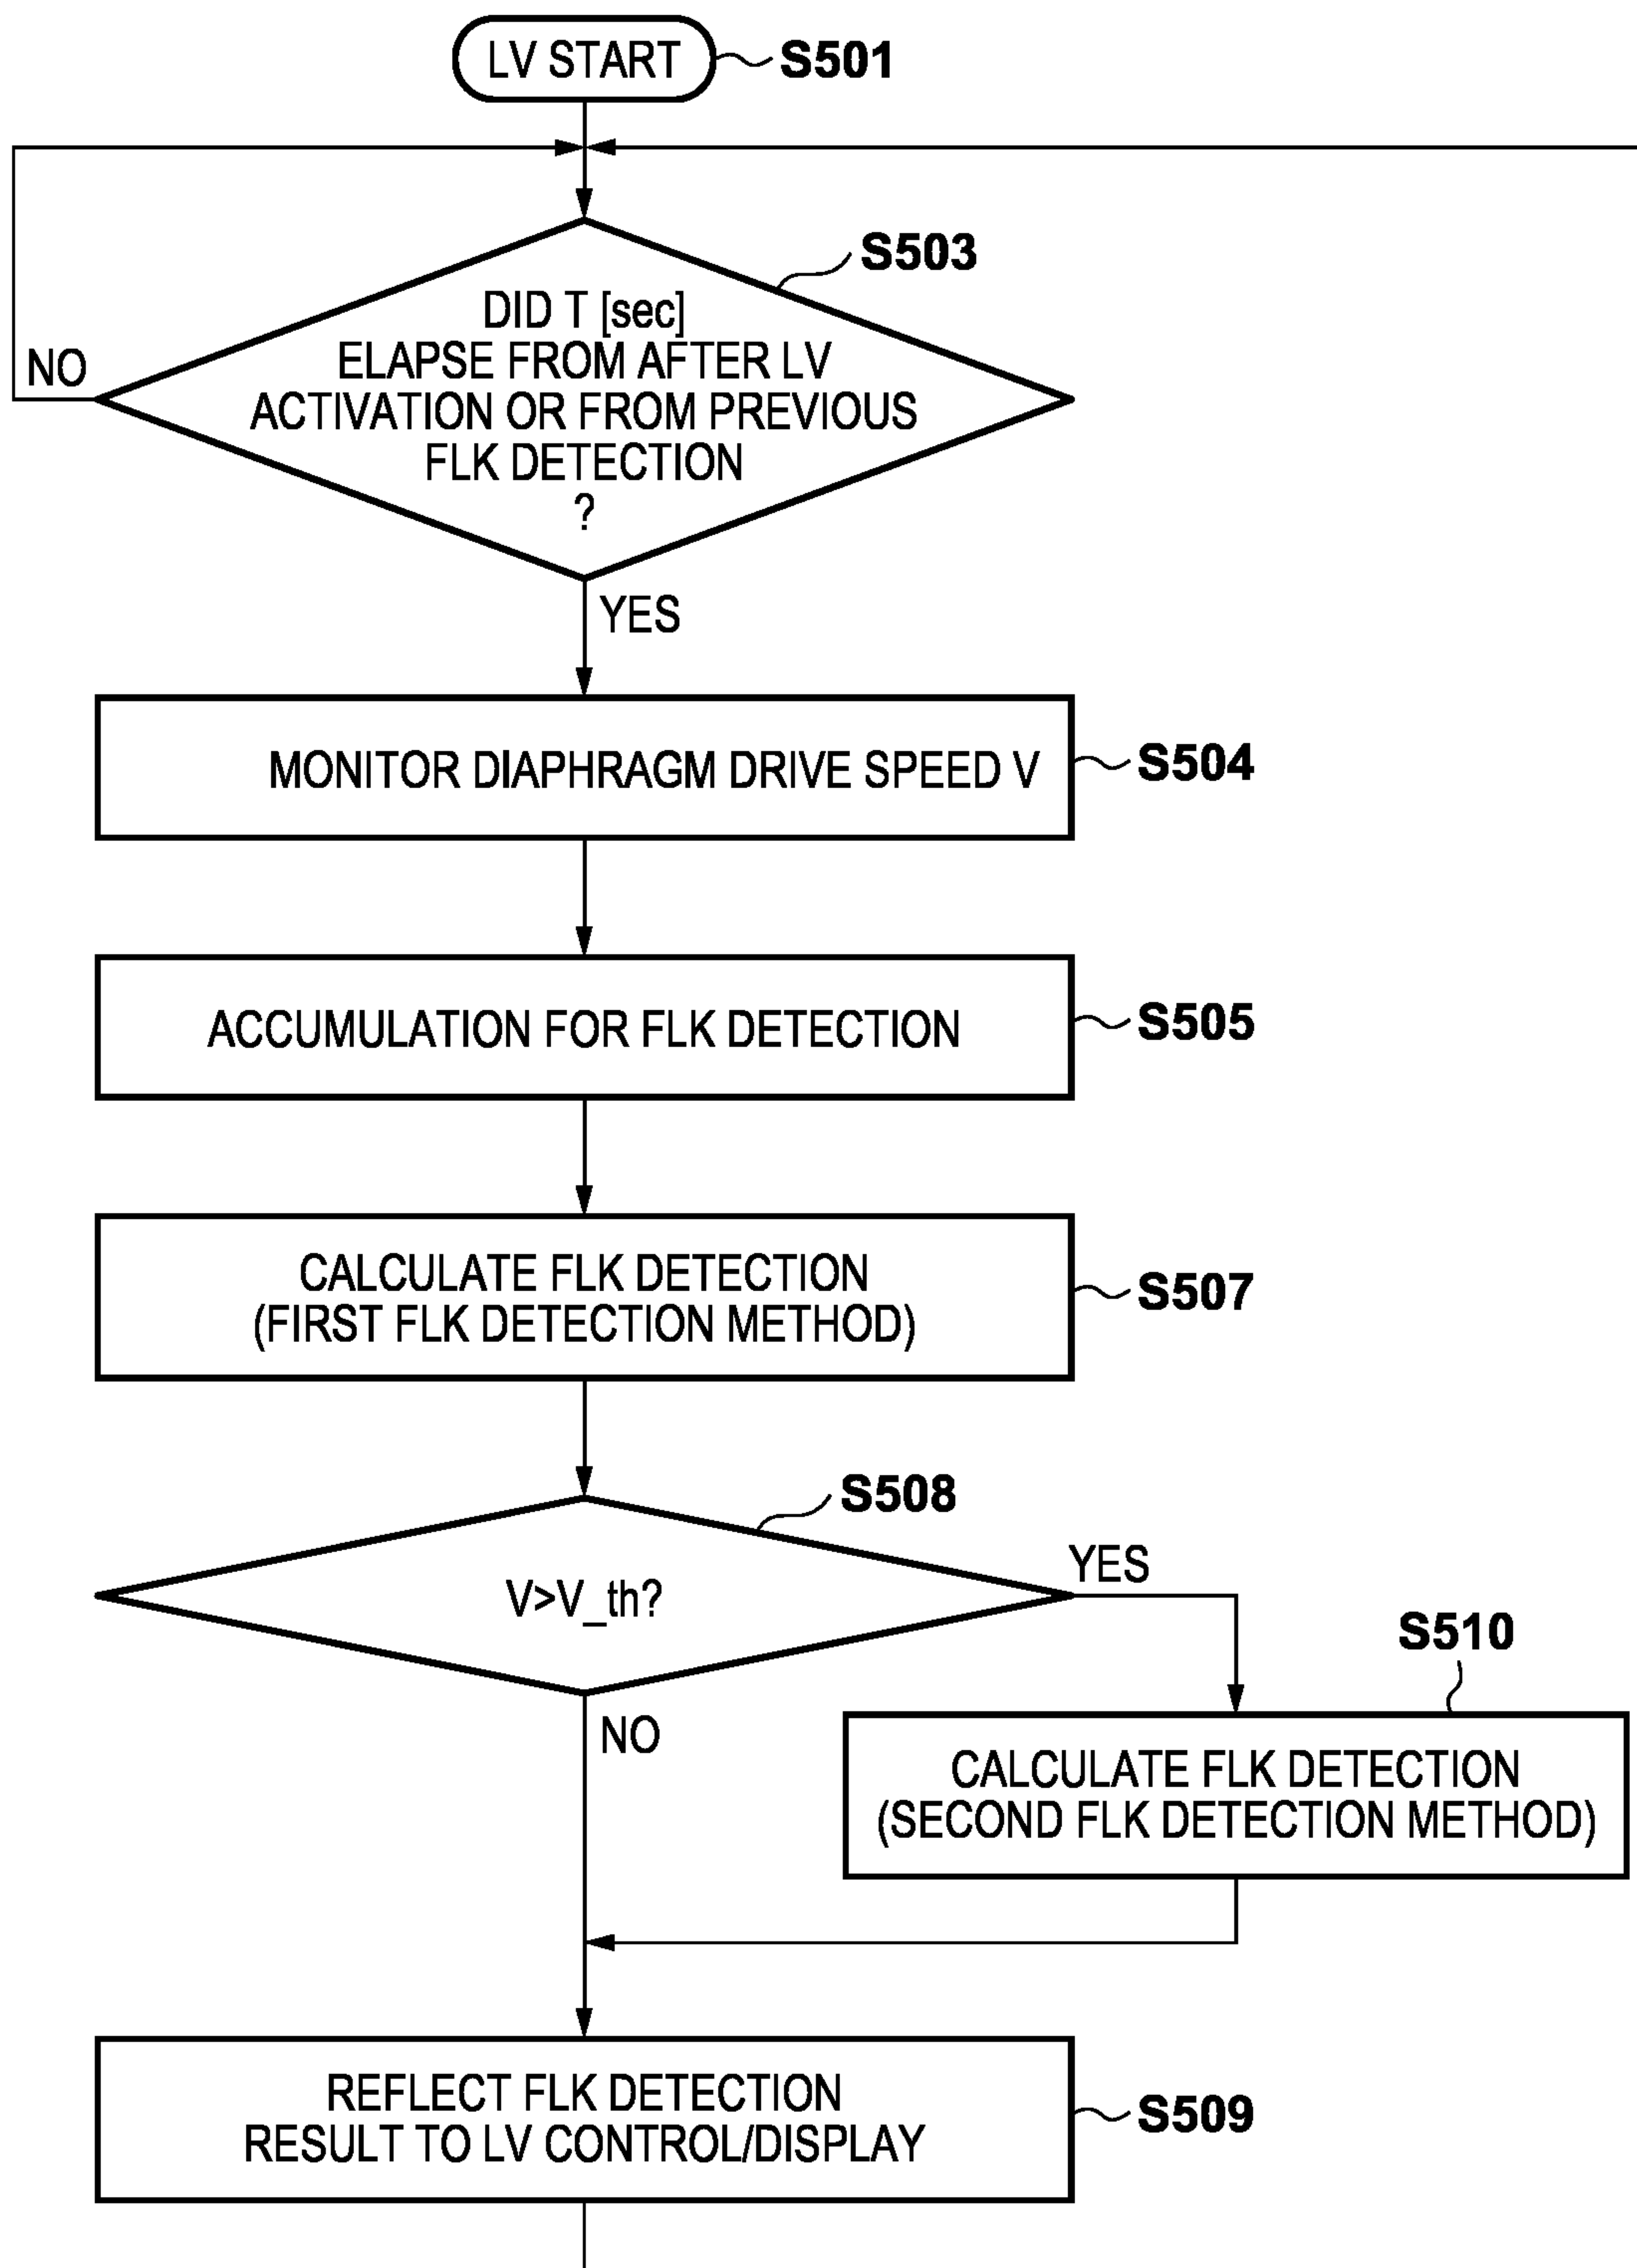 LV START
S501
S503
DID T [sec]
ELAPSE FROM AFTER LV
ACTIVATION OR FROM PREVIOUS
FLK DETECTION
?
NO
YES
MONITOR DIAPHRAGM DRIVE SPEED V
S504
ACCUMULATION FOR FLK DETECTION
S505
CALCULATE FLK DETECTION
(FIRST FLK DETECTION METHOD)
S507
S508
V>V_th?
YES
NO
S510
CALCULATE FLK DETECTION
(SECOND FLK DETECTION METHOD)
REFLECT FLK DETECTION
RESULT TO LV CONTROL/DISPLAY
S509